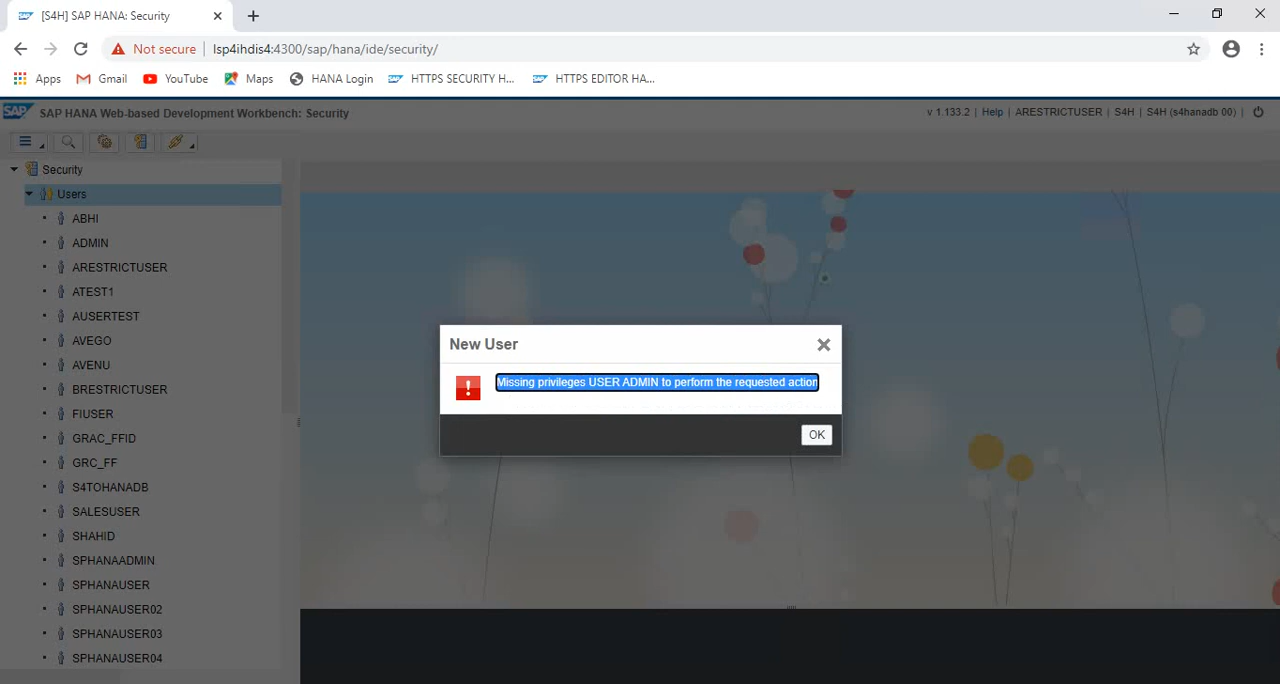 [S4H] SAP HANA: Security
Not secure | lsp4ihdis4:4300/sap/hana/ide/security/
Apps Gmail YouTube Maps HANA Login HTTPS SECURITY H... HTTPS EDITOR HA...
SAP SAP HANA Web-based Development Workbench: Security v 1.133.2 | Help | ARESTRICTUSER | S4H | S4H (s4hanadb 00) |
Security
Users
ABHI
ADMIN
ARESTRICTUSER
ATEST1
AUSERTEST
AVEGO
AVENU
BRESTRICTUSER
FIUSER
GRAC_FFID
GRC_FF
S4TOHANADB
SALESUSER
SHAHID
SPHANAADMIN
SPHANAUSER
SPHANAUSER02
SPHANAUSER03
SPHANAUSER04
New User
Missing privileges USER ADMIN to perform the requested action
OK